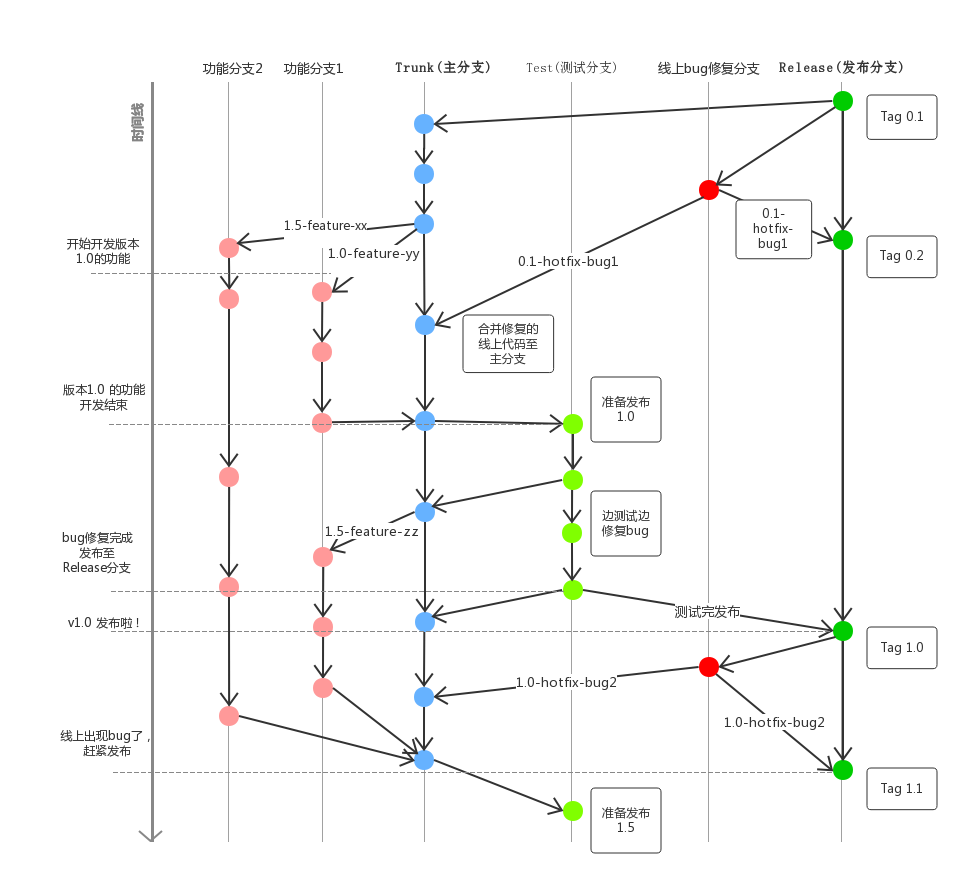 功能分支2
功能分支1
Trunk(主分支)
Test(测试分支)
线上bug修复分支
Release(发布分支)
时间线
Tag 0.1
0.1-
hotfix-
bug1
1.5-feature-xx
开始开发版本
1.0的功能
1.0-feature-yy
0.1-hotfix-bug1
Tag 0.2
合并修复的
线上代码至
主分支
版本1.0 的功能
开发结束
准备发布
1.0
边测试边
修复bug
1.5-feature-zz
bug修复完成
发布至
Release分支
测试完发布
v1.0 发布啦！
Tag 1.0
1.0-hotfix-bug2
1.0-hotfix-bug2
线上出现bug了，
赶紧发布
Tag 1.1
准备发布
1.5